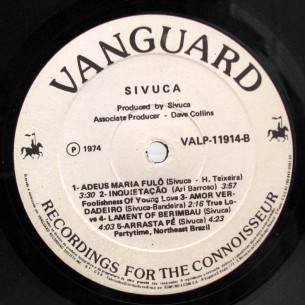 VANGUARD
SIVUCA
Produced by Sivuca
Associate Producer - Dave Collins
P 1974
VALP-11914-B
1-ADEUS MARIA FULÔ (Sivuca - H. Teixeira)
3:30 2- INQUIETAÇÃO (Ari Barroso) 3:57
Foolishness Of Young Love 3-AMOR VER-
DADEIRO (Sivuca-Bandeira) 2:16 True Lo-
ve 4-LAMENT OF BERIMBAU (Sivuca)
4:03 5-ARRASTA PÉ (Sivuca) 4:23
Partytime, Northeast Brazil
RECORDINGS FOR THE CONNOISSEUR